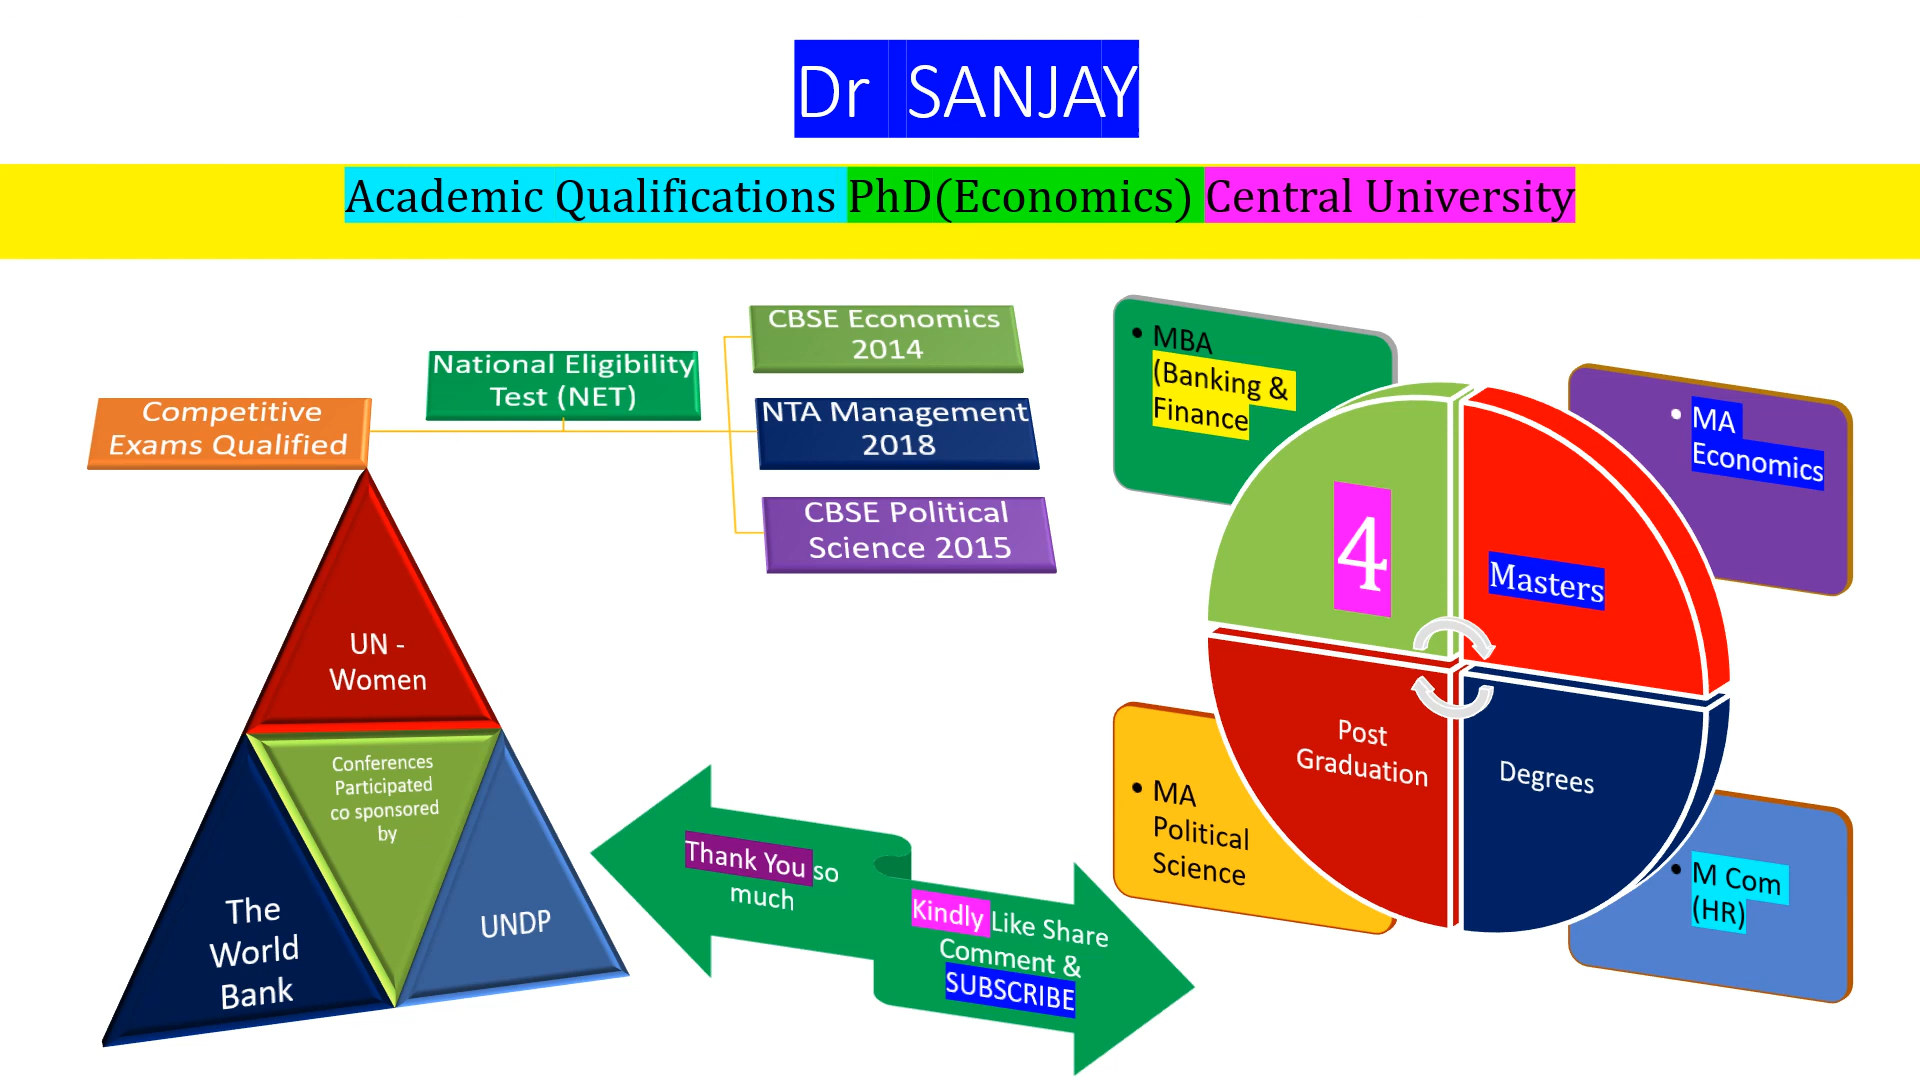 Dr SANJAY
Academic Qualifications PhD(Economics) Central University
Competitive
Exams Qualified
National Eligibility
Test (NET)
CBSE Economics
2014
NTA Management
2018
CBSE Political
Science 2015
UN -
Women
Conferences
Participated
co sponsored
by
The
World
Bank
UNDP
Thank You so
much
Kindly Like Share
Comment &
SUBSCRIBE
• MBA
(Banking &
Finance
• MA
Economics
4
Masters
Post
Graduation
Degrees
• MA
Political
Science
• M Com
(HR)